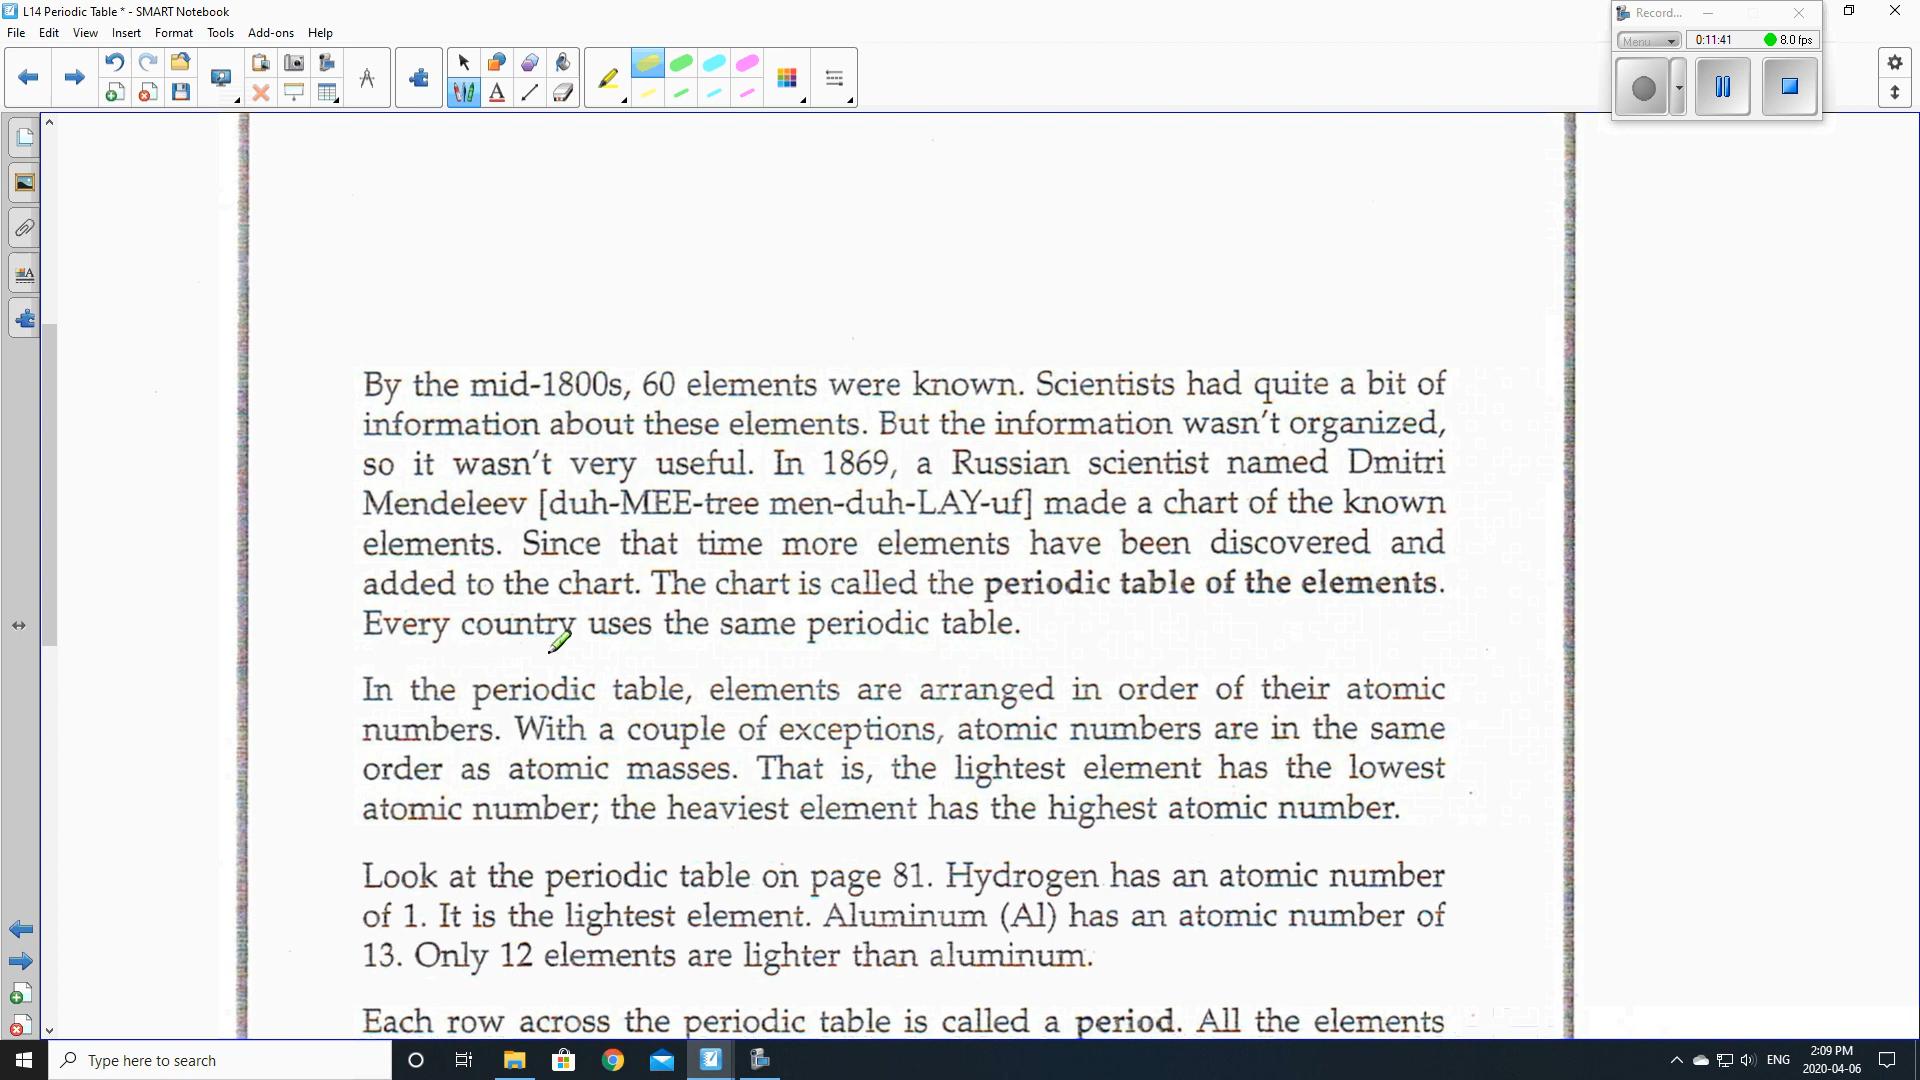 L14 Periodic Table * - SMART Notebook
File Edit View Insert Format Tools Add-ons Help
Record...
Menu 0:11:41 8.0 fps
By the mid-1800s, 60 elements were known. Scientists had quite a bit of
information about these elements. But the information wasn't organized,
so it wasn't very useful. In 1869, a Russian scientist named Dmitri
Mendeleev [duh-MEE-tree men-duh-LAY-uf] made a chart of the known
elements. Since that time more elements have been discovered and
added to the chart. The chart is called the periodic table of the elements.
Every country uses the same periodic table.
In the periodic table, elements are arranged in order of their atomic
numbers. With a couple of exceptions, atomic numbers are in the same
order as atomic masses. That is, the lightest element has the lowest
atomic number; the heaviest element has the highest atomic number.
Look at the periodic table on page 81. Hydrogen has an atomic number
of 1. It is the lightest element. Aluminum (Al) has an atomic number of
13. Only 12 elements are lighter than aluminum.
Each row across the periodic table is called a period. All the elements
Type here to search
ENG
2:09 PM
2020-04-06